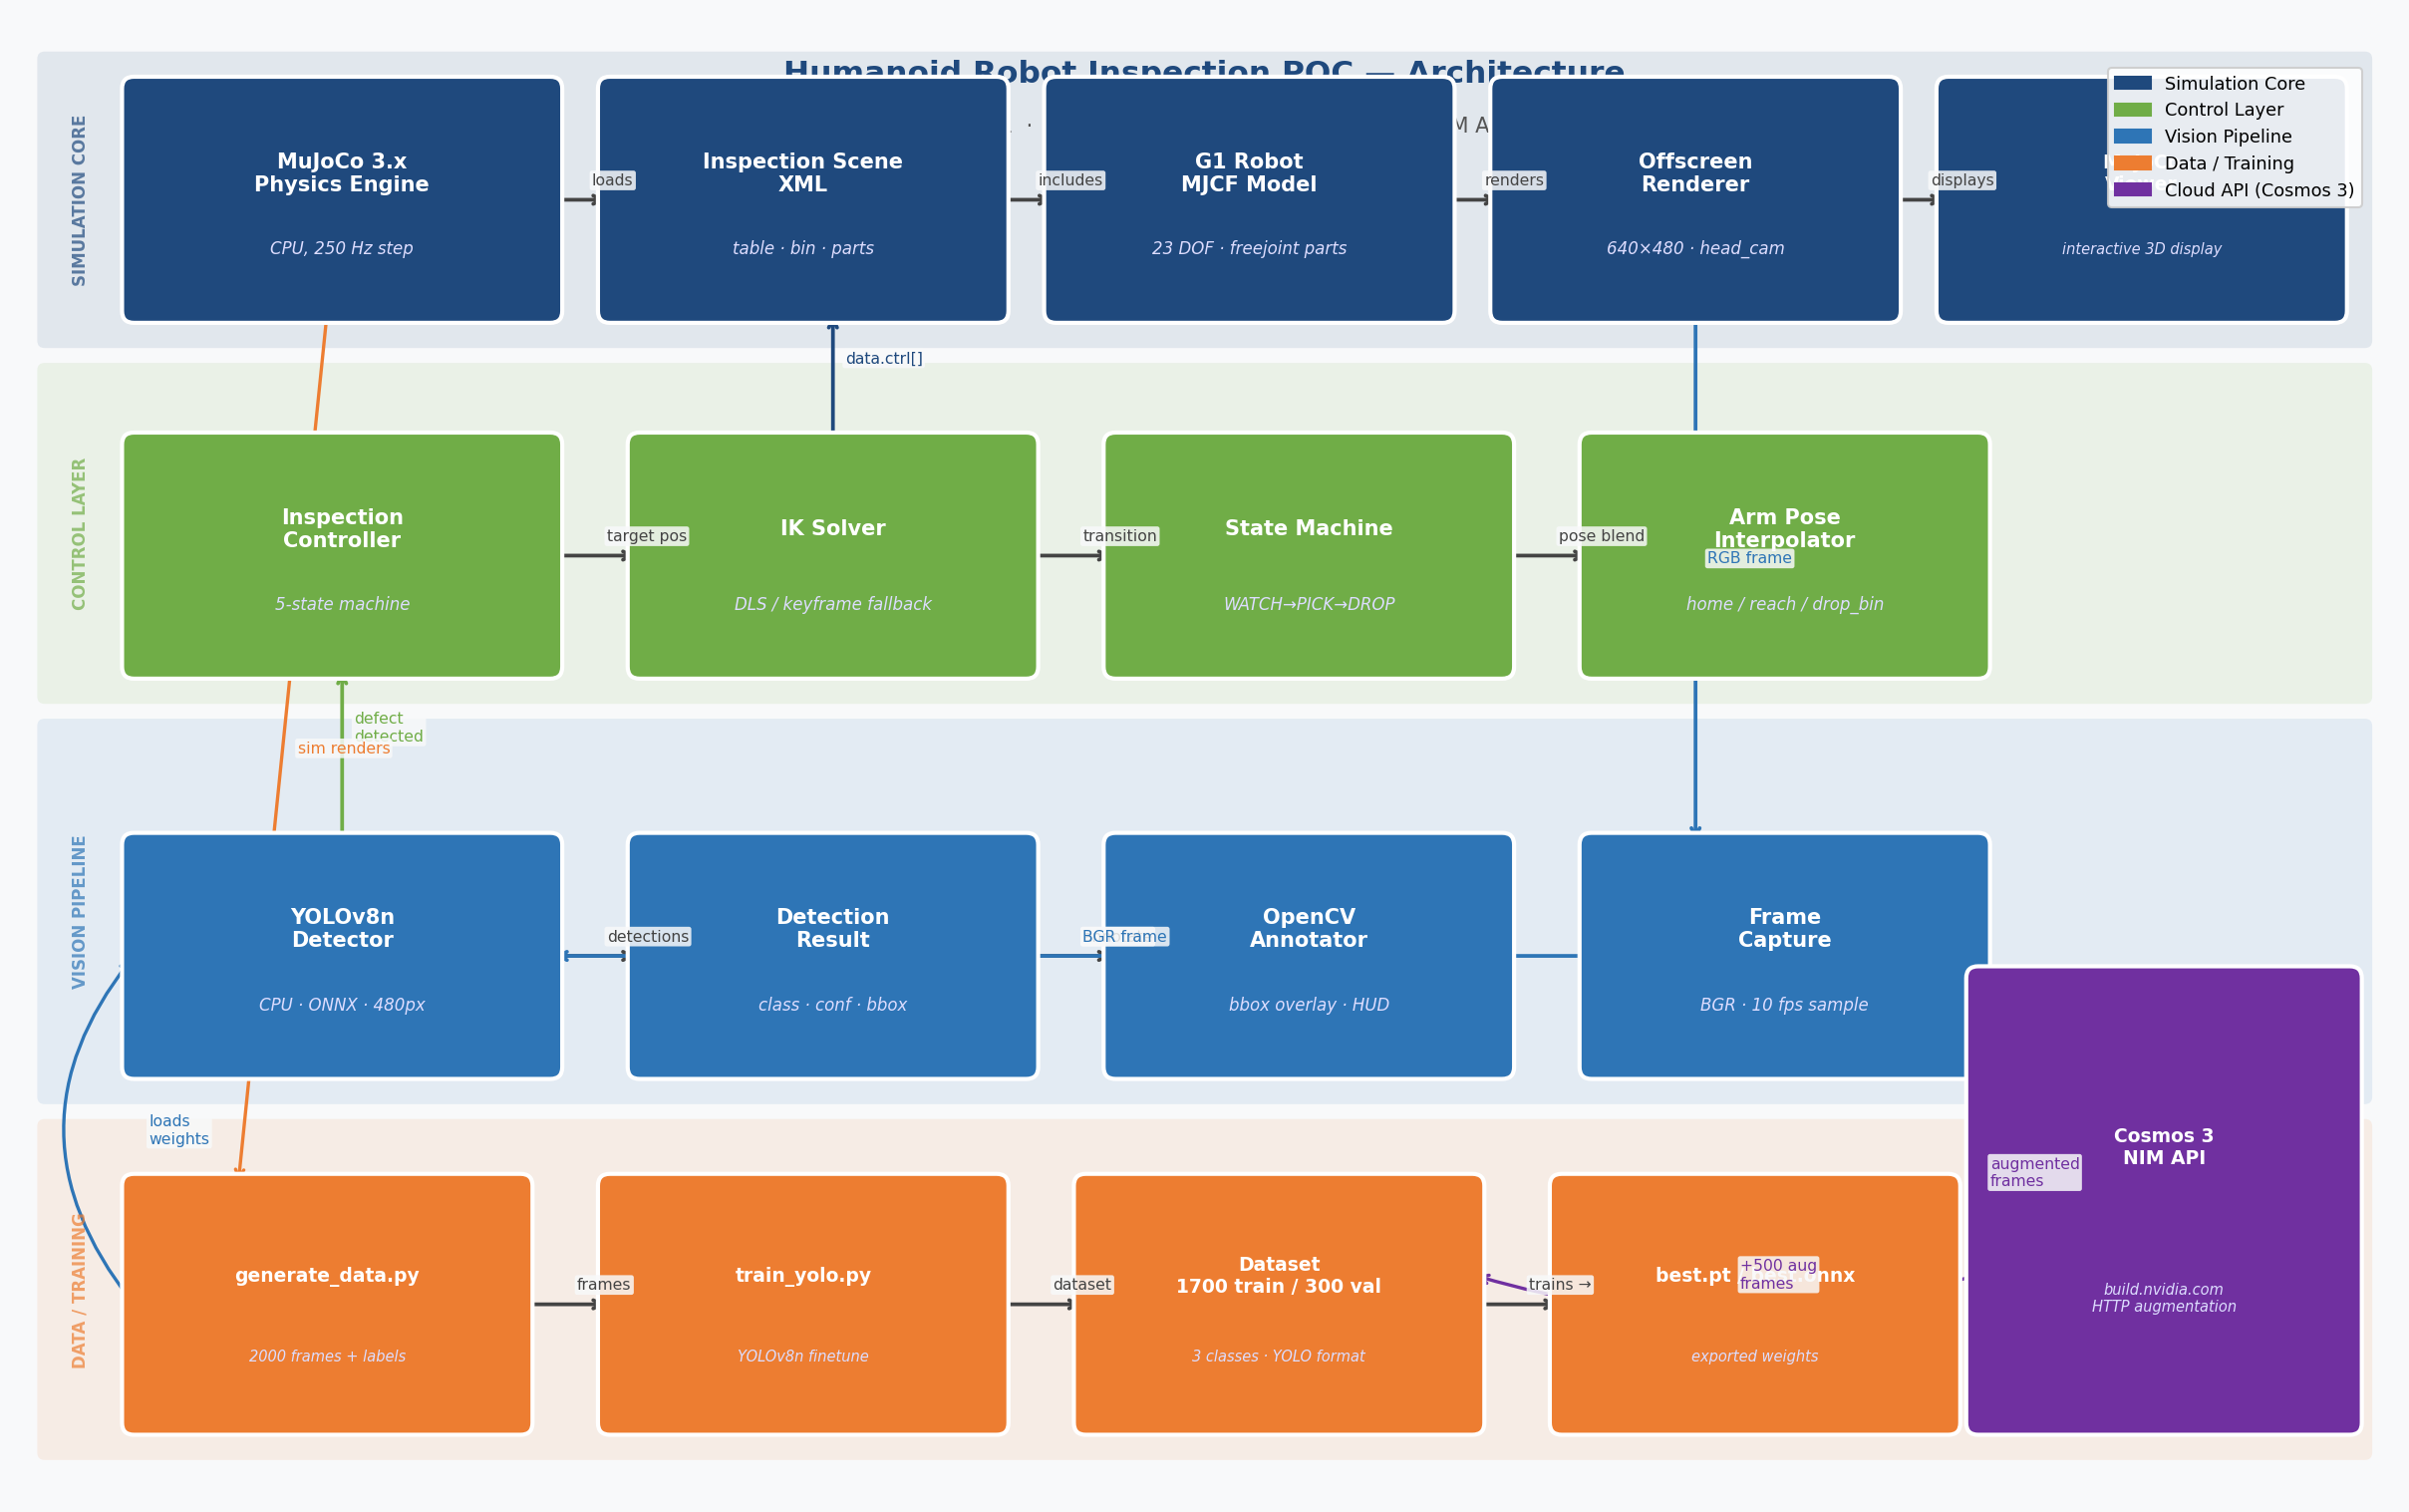 Humanoid Robot Inspection POC — Architecture
· M A
Simulation Core
Control Layer
Vision Pipeline
Data / Training
Cloud API (Cosmos 3)
SIMULATION CORE
MuJoCo 3.x
Physics Engine
CPU, 250 Hz step
loads
Inspection Scene
XML
table · bin · parts
includes
G1 Robot
MJCF Model
23 DOF · freejoint parts
renders
Offscreen
Renderer
640×480 · head_cam
displays
interactive 3D display
data.ctrl[]
CONTROL LAYER
Inspection
Controller
5-state machine
target pos
IK Solver
DLS / keyframe fallback
transition
State Machine
WATCH→PICK→DROP
pose blend
Arm Pose
Interpolator
RGB frame
home / reach / drop_bin
defect
detected
sim renders
VISION PIPELINE
YOLOv8n
Detector
CPU · ONNX · 480px
detections
Detection
Result
class · conf · bbox
BGR frame
OpenCV
Annotator
bbox overlay · HUD
Frame
Capture
BGR · 10 fps sample
loads
weights
DATA / TRAINING
generate_data.py
2000 frames + labels
frames
train_yolo.py
YOLOv8n finetune
dataset
Dataset
1700 train / 300 val
3 classes · YOLO format
trains →
best.pt
+500 aug
frames
exported weights
augmented
frames
Cosmos 3
NIM API
build.nvidia.com
HTTP augmentation